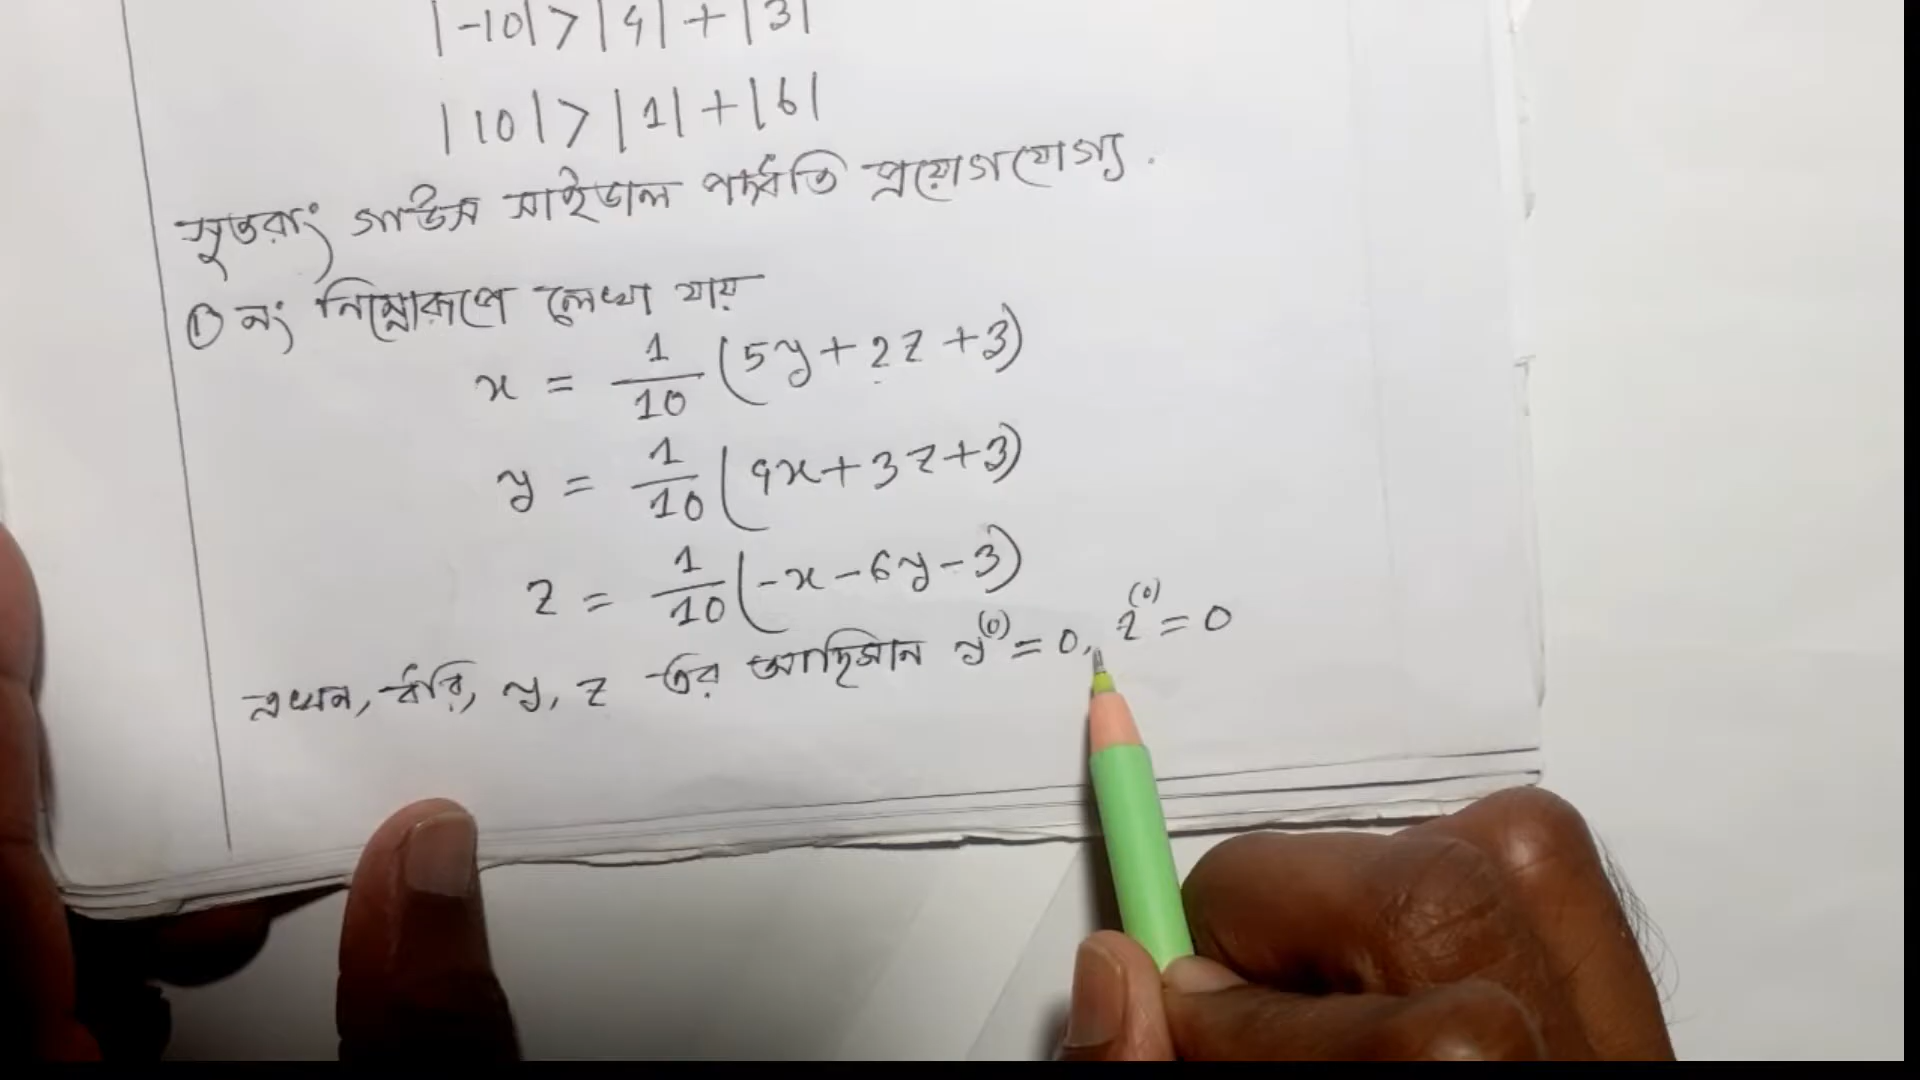 |-10| > |4| + |3|
|10| > |1| + |6|
সুতরাং গাউস সাইডাল পদ্ধতি প্রয়োগযোগ্য.
① নং নিম্নোরূপে লেখা যায়
x = 1/10 (5y + 2z + 3)
y = 1/10 (4x + 3z + 3)
z = 1/10 (-x - 6y - 3)
এখন, ধরি, y, z এর আদিমান y^(0) = 0, z^(0) = 0